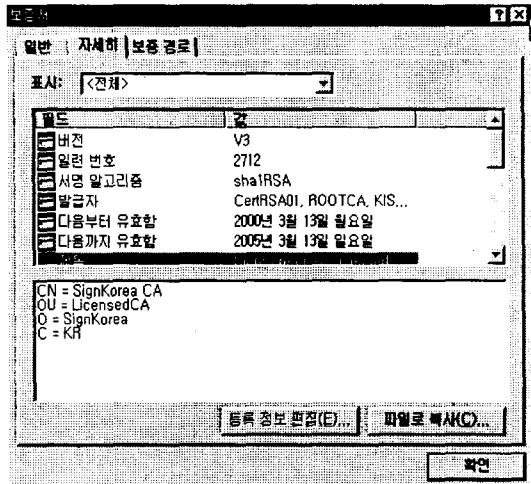 보증서
일반 자세히 보증 경로
표시: <전체>
필드 값
버전 V3
일련 번호 2712
서명 알고리즘 sha1RSA
발급자 CertRSA01, ROOTCA, KIS...
다음부터 유효함 2000년 3월 13일 월요일
다음까지 유효함 2005년 3월 13일 일요일
CN = SignKorea CA
OU = LicensedCA
O = SignKorea
C = KR
등록 정보 편집(E)... 파일로 복사(C)...
확인